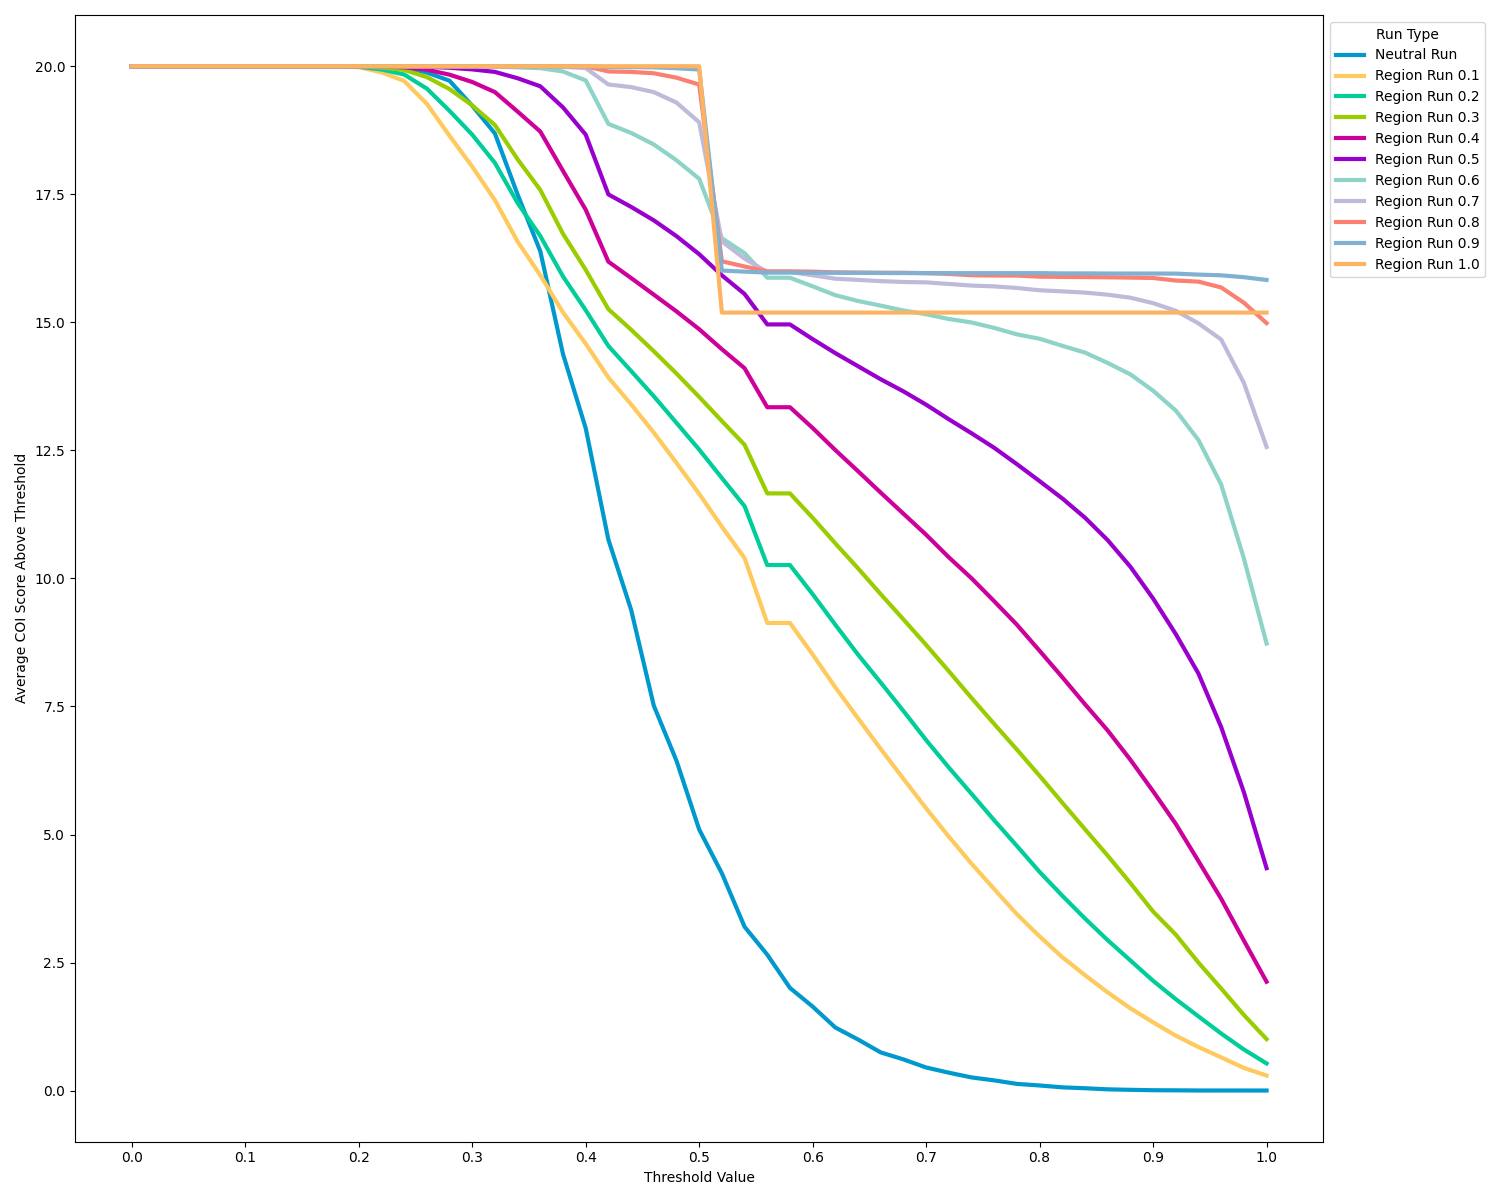 Run Type
Neutral Run
Region Run 0.1
Region Run 0.2
Region Run 0.3
Region Run 0.4
Region Run 0.5
Region Run 0.6
Region Run 0.7
Region Run 0.8
Region Run 0.9
Region Run 1.0
Average COI Score Above Threshold
20.0
17.5
15.0
12.5
10.0
7.5
5.0
2.5
0.0
0.0 0.1 0.2 0.3 0.4 0.5 0.6 0.7 0.8 0.9 1.0
Threshold Value